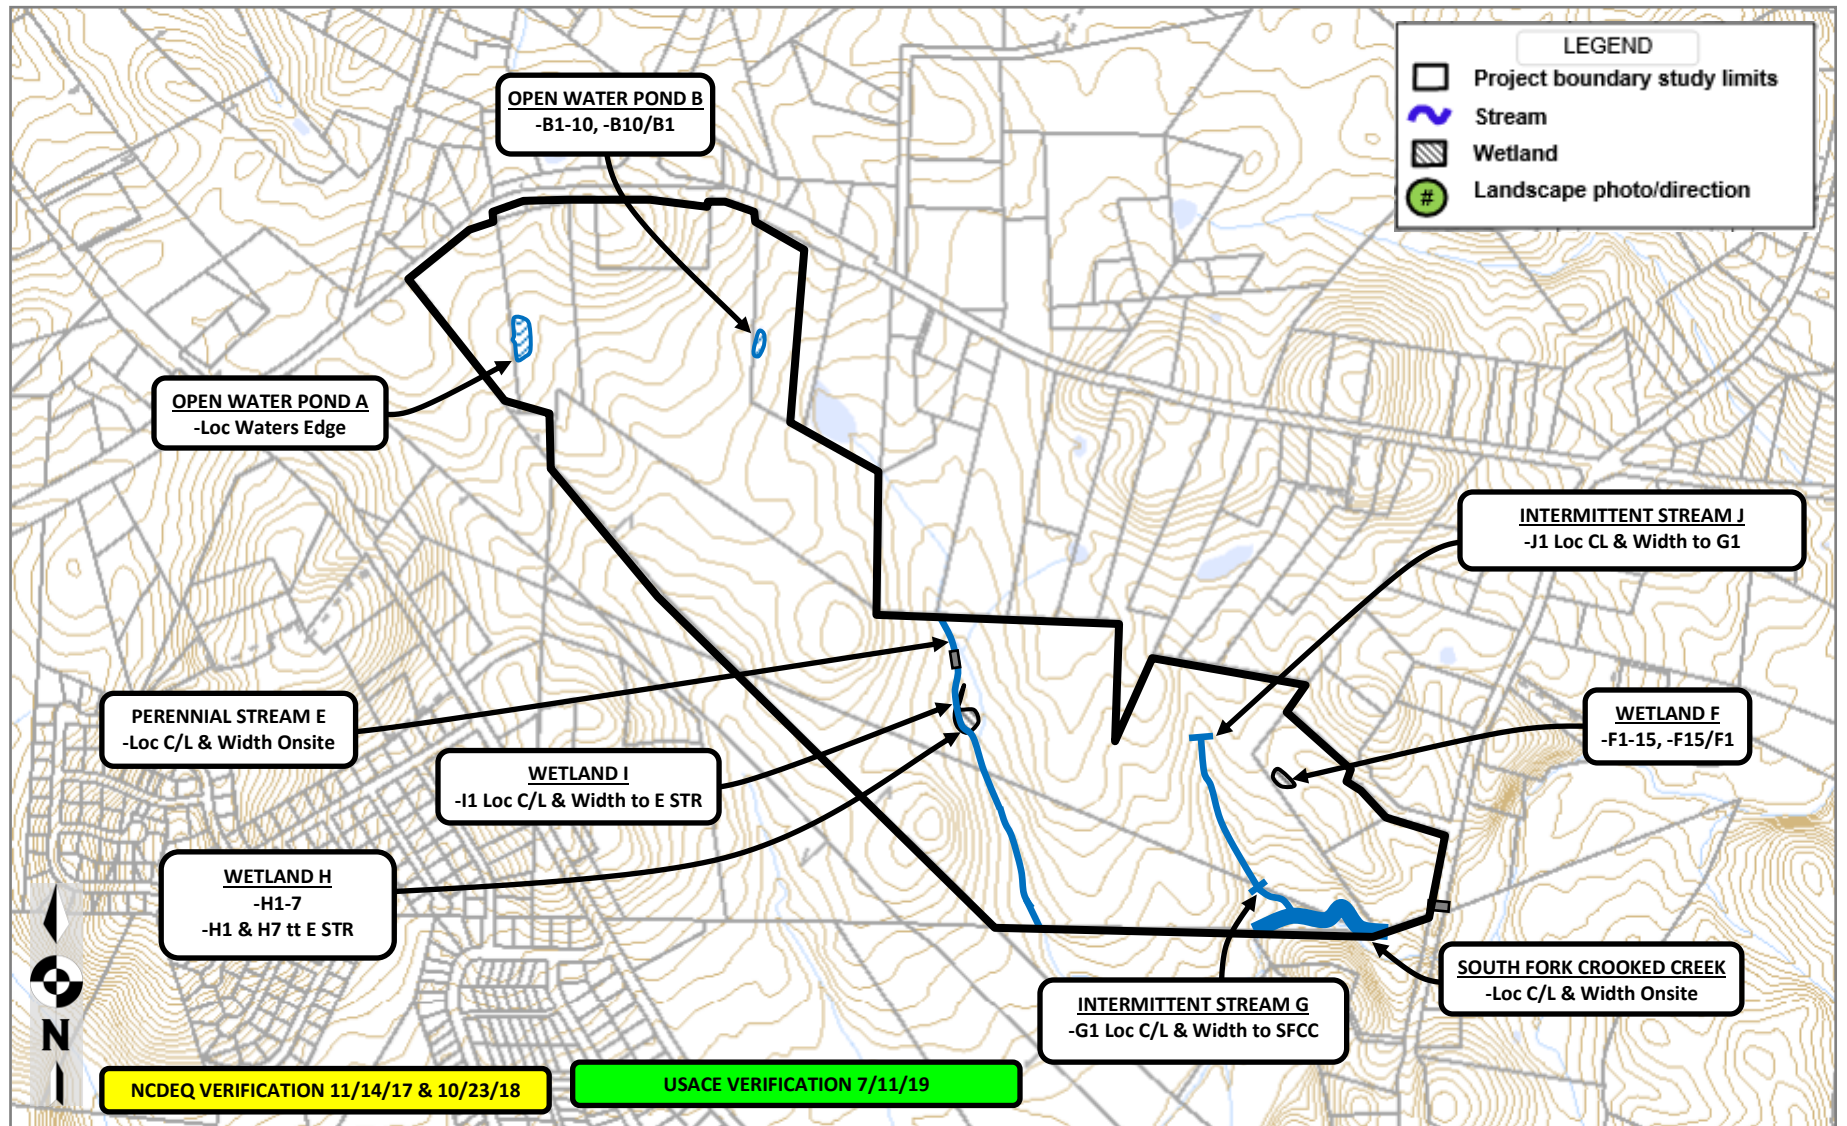 LEGEND
Project boundary study limits
Stream
Wetland
#
Landscape photo/direction
OPEN WATER POND B
-B1-10, -B10/B1
OPEN WATER POND A
-Loc Waters Edge
INTERMITTENT STREAM J
-J1 Loc CL & Width to G1
PERENNIAL STREAM E
-Loc C/L & Width Onsite
WETLAND F
-F1-15, -F15/F1
WETLAND I
-I1 Loc C/L & Width to E STR
WETLAND H
-H1-7
-H1 & H7 tt E STR
SOUTH FORK CROOKED CREEK
-Loc C/L & Width Onsite
INTERMITTENT STREAM G
-G1 Loc C/L & Width to SFCC
N
NCDEQ VERIFICATION 11/14/17 & 10/23/18
USACE VERIFICATION 7/11/19